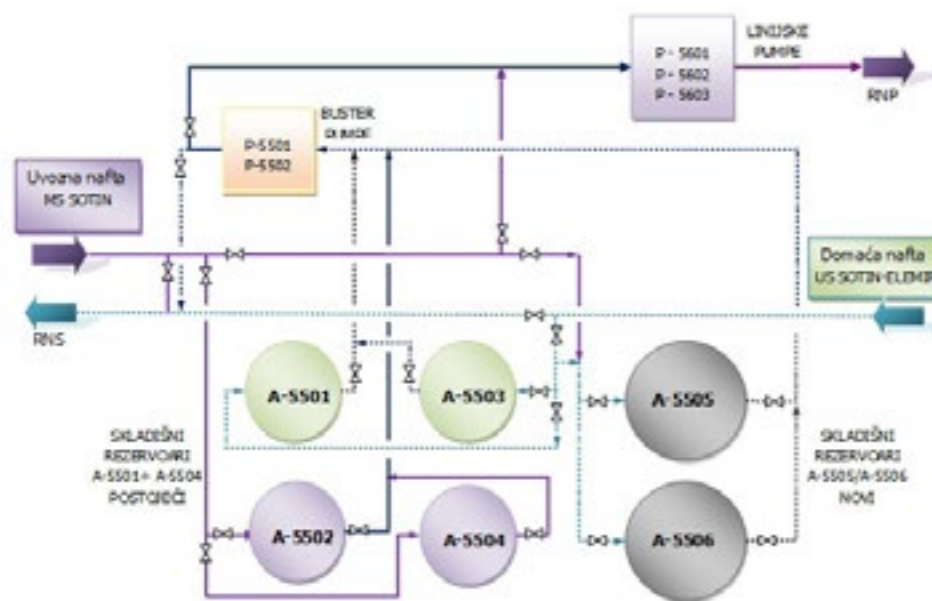 P - 5601
P - 5602
P - 5603
LINIJSKE
PUMPE
RNP
BUSTER
P-5501
P-5502
Uvozna nafta
MS SOTIN
Domaća nafta
US SOTIN-ELEMIR
RNS
A-5501
A-5503
A-5505
SKLADIŠNI
REZERVOARI
A-5501÷ A-5504
POSTOJEĆI
SKLADIŠNI
REZERVOARI
A-5505/A-5506
NOVI
A-5502
A-5504
A-5506